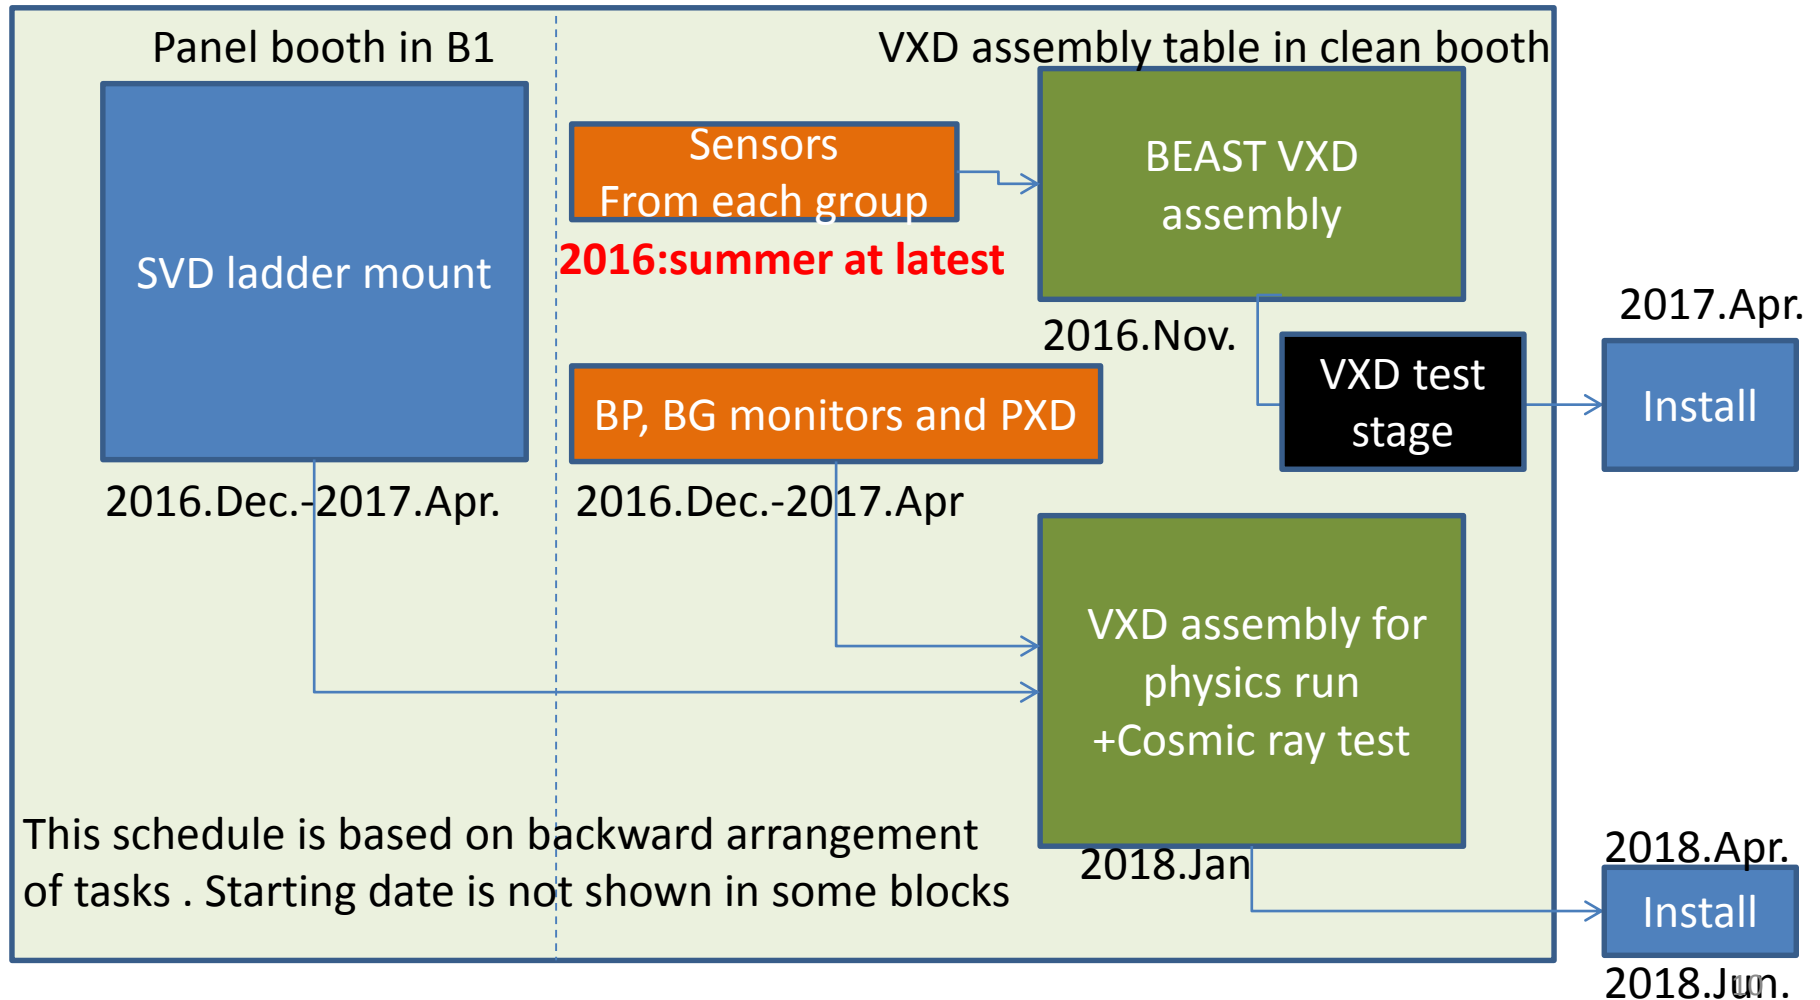 Panel booth in B1
VXD assembly table in clean booth
SVD ladder mount
2016.Dec.-2017.Apr.
Sensors
From each group
2016:summer at latest
BEAST VXD
assembly
2016.Nov.
VXD test
stage
2017.Apr.
Install
BP, BG monitors and PXD
2016.Dec.-2017.Apr
VXD assembly for
physics run
+Cosmic ray test
2018.Jan
This schedule is based on backward arrangement
of tasks . Starting date is not shown in some blocks
2018.Apr.
Install
2018.Jun.
10